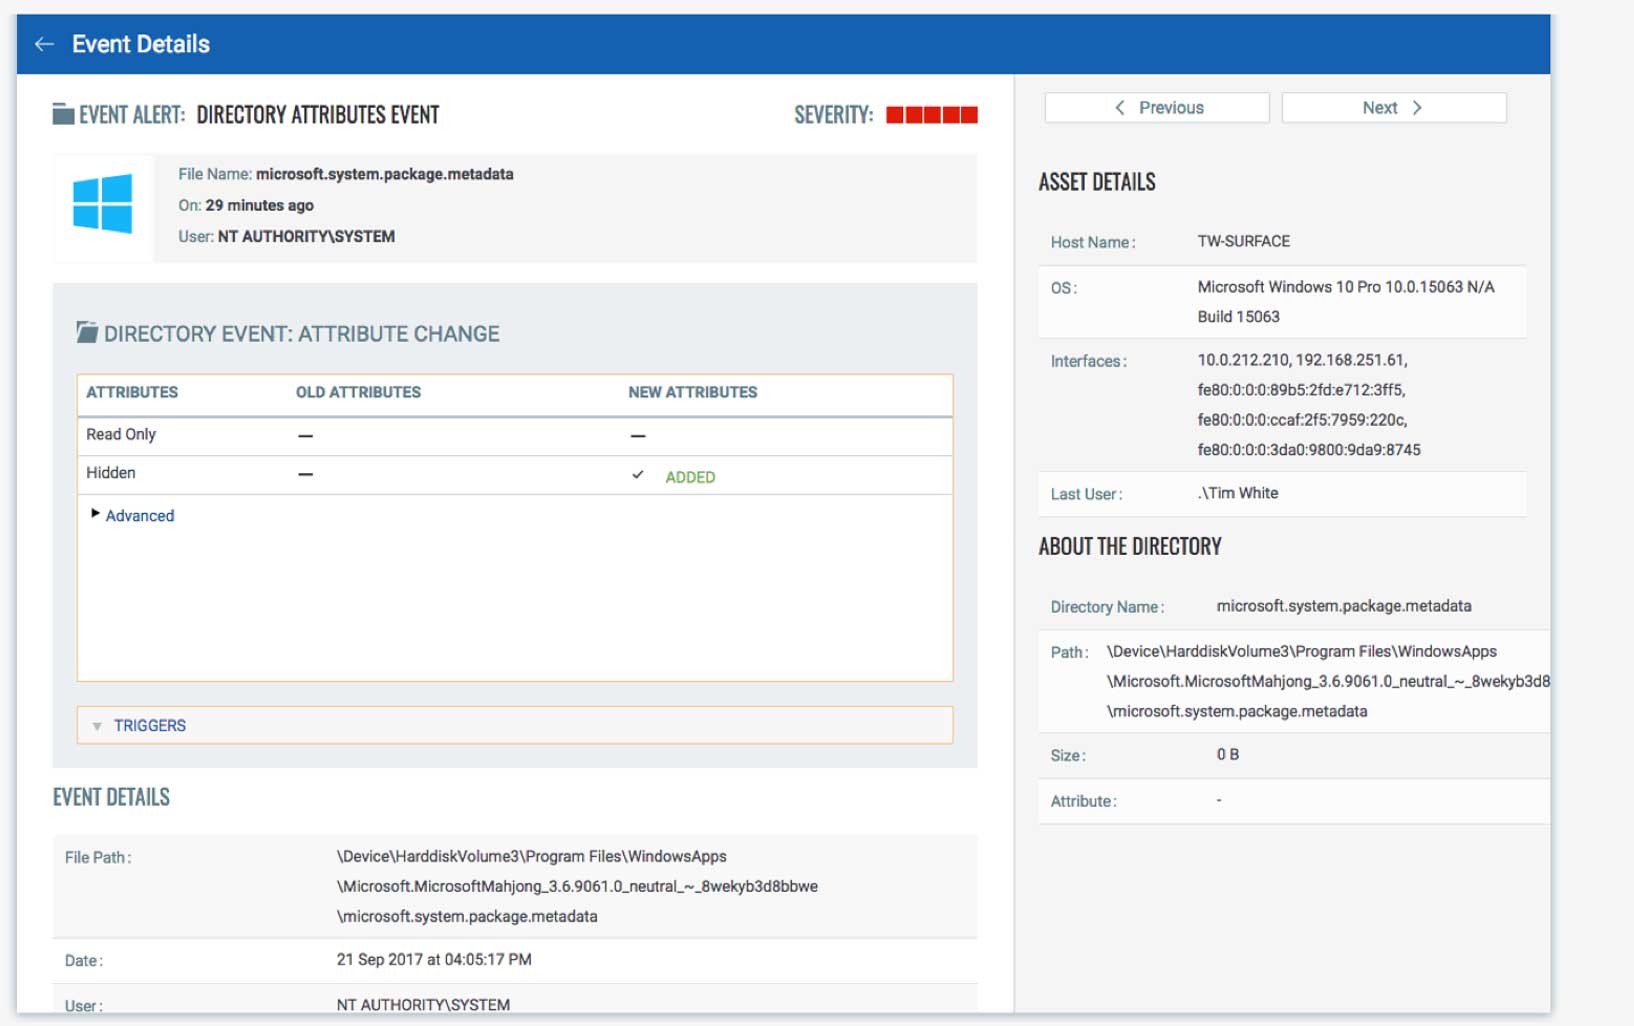 Event Details
EVENT ALERT: DIRECTORY ATTRIBUTES EVENT
SEVERITY:
File Name: microsoft.system.package.metadata
On: 29 minutes ago
User: NT AUTHORITY\SYSTEM
DIRECTORY EVENT: ATTRIBUTE CHANGE
ATTRIBUTES OLD ATTRIBUTES NEW ATTRIBUTES
Read Only — —
Hidden — ✓ ADDED
Advanced
TRIGGERS
EVENT DETAILS
File Path: \Device\HarddiskVolume3\Program Files\WindowsApps
\Microsoft.MicrosoftMahjong_3.6.9061.0_neutral_~_8wekyb3d8bbwe
\microsoft.system.package.metadata
Date: 21 Sep 2017 at 04:05:17 PM
User: NT AUTHORITY\SYSTEM
Previous
Next
ASSET DETAILS
Host Name: TW-SURFACE
OS: Microsoft Windows 10 Pro 10.0.15063 N/A
Build 15063
Interfaces: 10.0.212.210, 192.168.251.61,
fe80:0:0:0:89b5:2fd:e712:3ff5,
fe80:0:0:0:ccaf:2f5:7959:220c,
fe80:0:0:0:3da0:9800:9da9:8745
Last User: .\Tim White
ABOUT THE DIRECTORY
Directory Name: microsoft.system.package.metadata
Path: \Device\HarddiskVolume3\Program Files\WindowsApps
\Microsoft.MicrosoftMahjong_3.6.9061.0_neutral_~_8wekyb3d8
\microsoft.system.package.metadata
Size: 0 B
Attribute: -